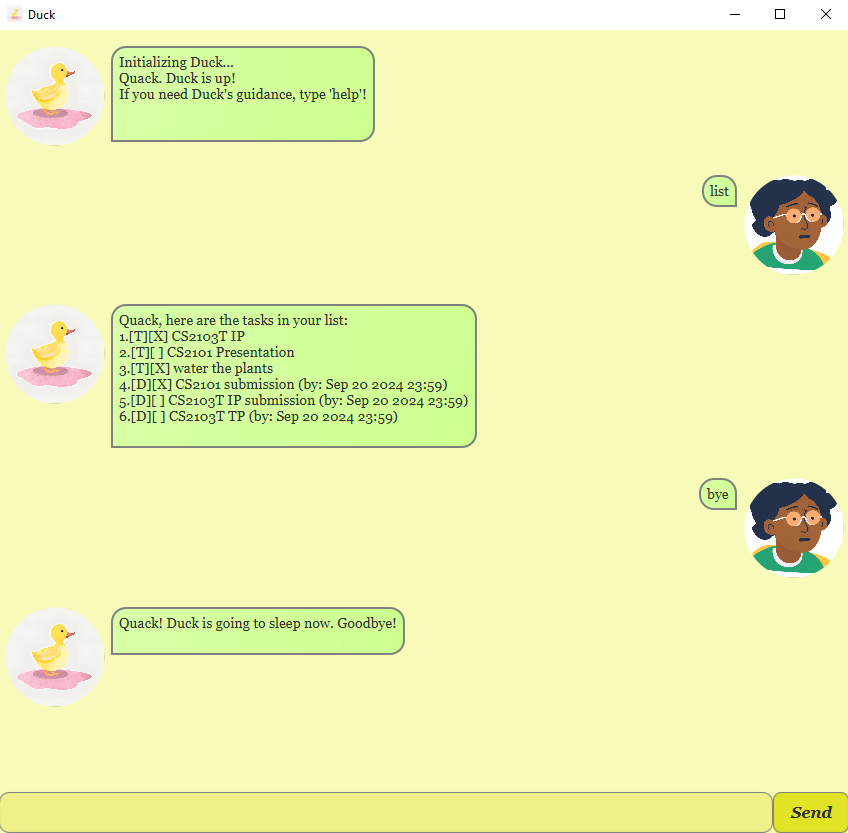 Duck
Initializing Duck...
Quack. Duck is up!
If you need Duck's guidance, type 'help'!
list
Quack, here are the tasks in your list:
1.[T][X] CS2103T IP
2.[T][ ] CS2101 Presentation
3.[T][X] water the plants
4.[D][X] CS2101 submission (by: Sep 20 2024 23:59)
5.[D][ ] CS2103T IP submission (by: Sep 20 2024 23:59)
6.[D][ ] CS2103T TP (by: Sep 20 2024 23:59)
bye
Quack! Duck is going to sleep now. Goodbye!
Send